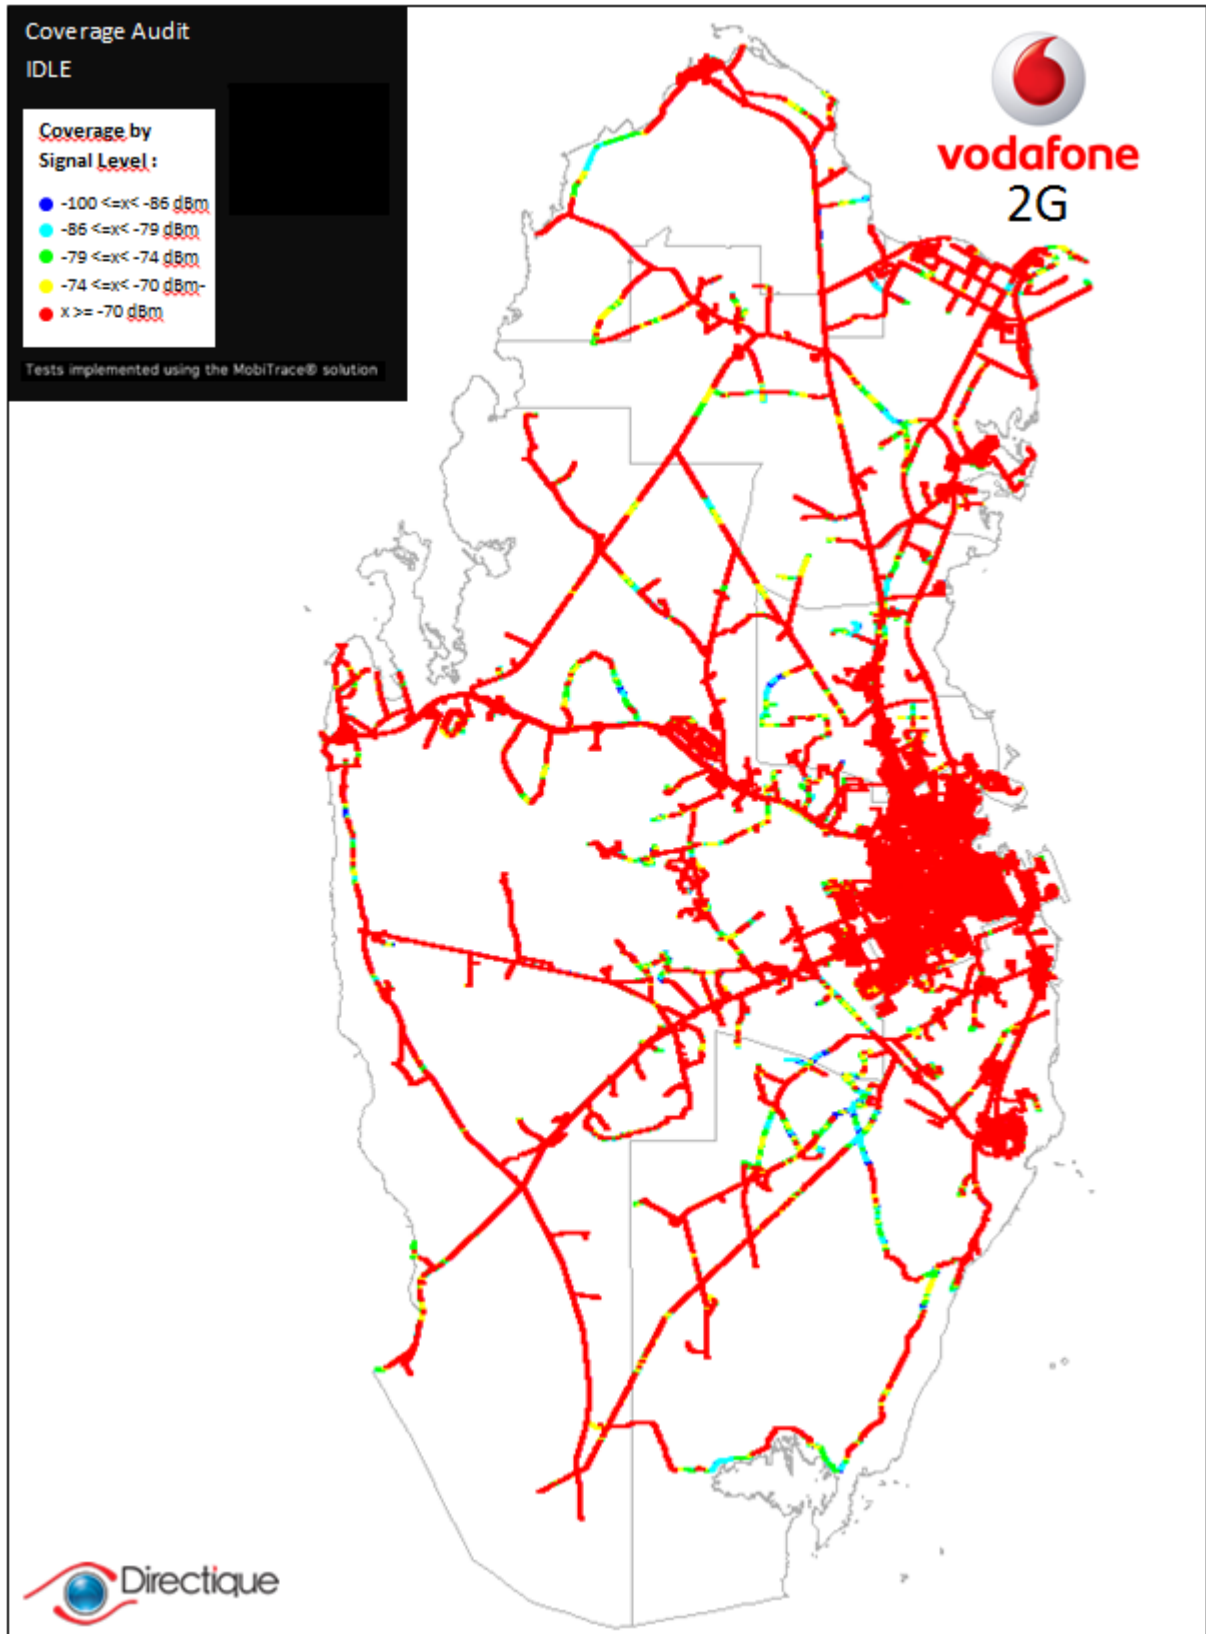 Coverage Audit
IDLE
Coverage by
Signal Level :
-100 <=x< -86 dBm
-86 <=x< -79 dBm
-79 <=x< -74 dBm
-74 <=x< -70 dBm-
x >= -70 dBm
Tests implemented using the MobiTrace® solution
vodafone
2G
Directique